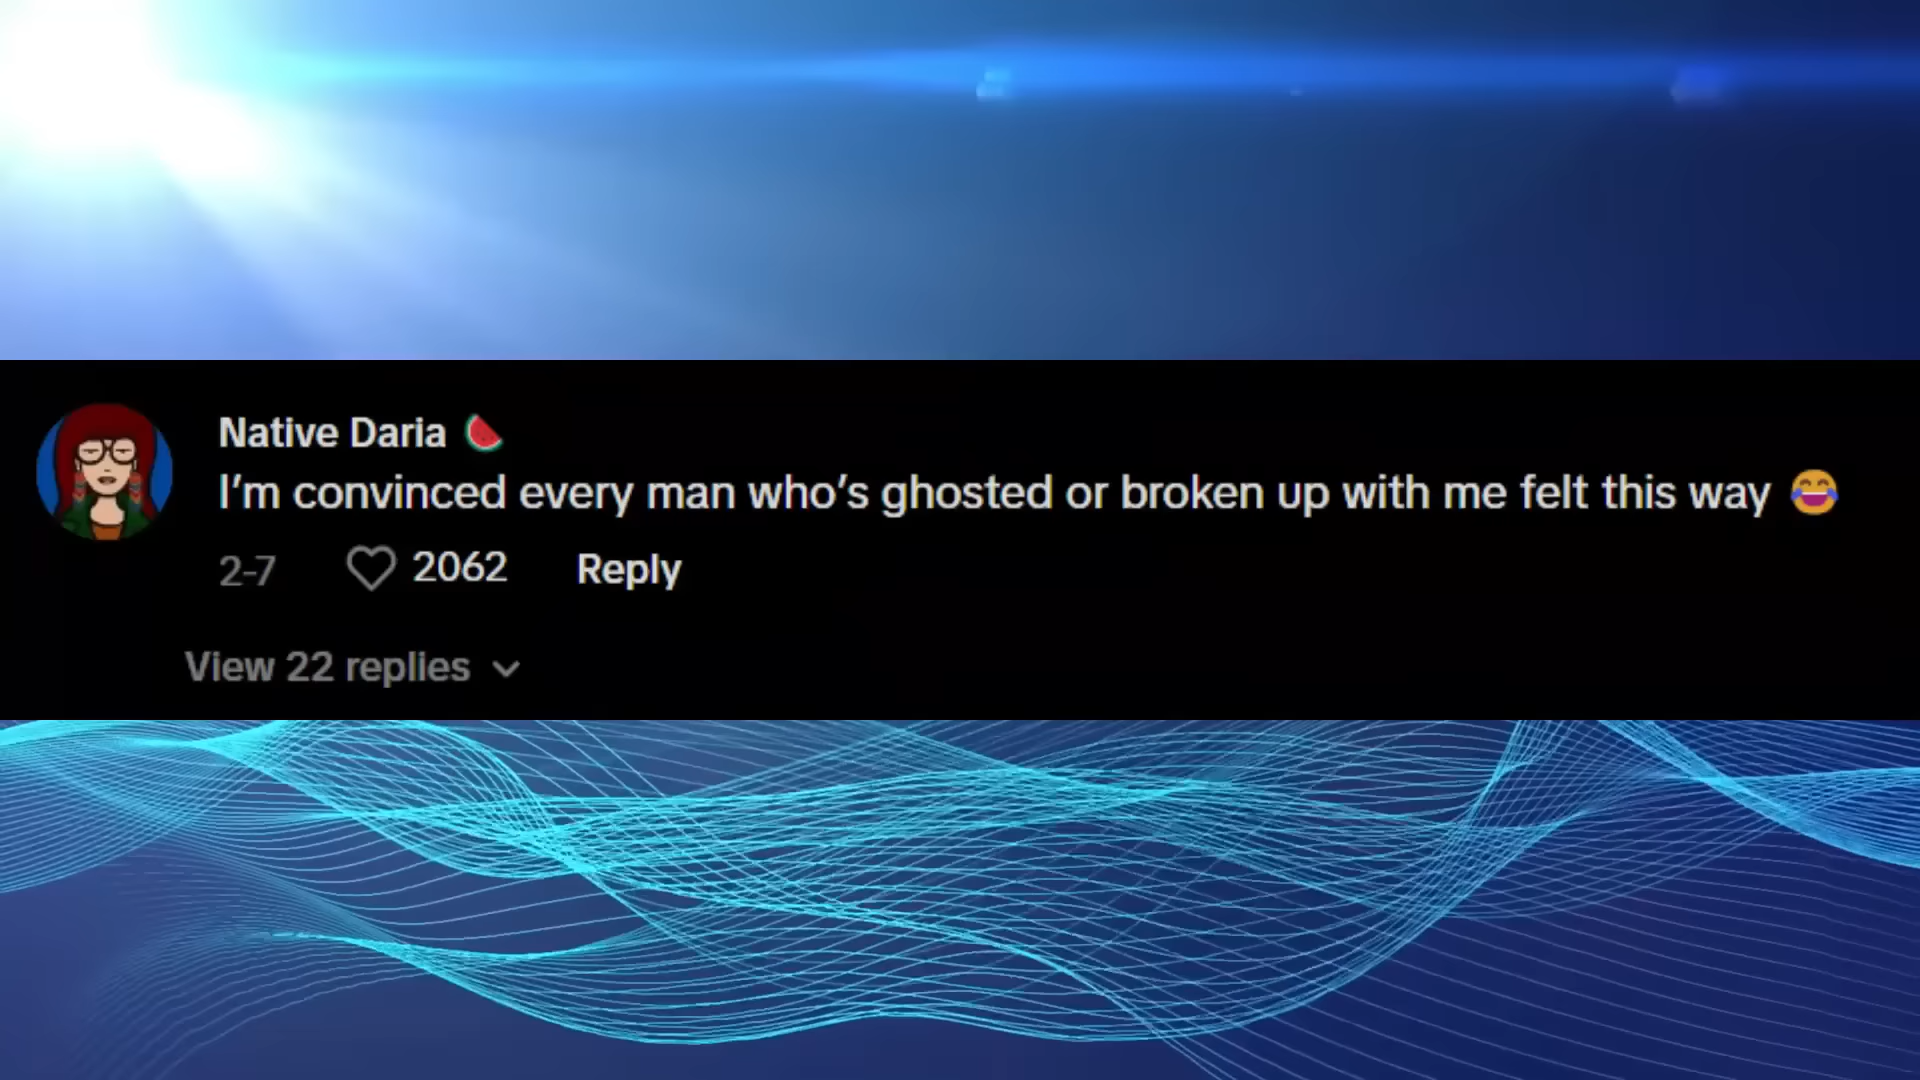 Native Daria 🍉
I’m convinced every man who’s ghosted or broken up with me felt this way 😂
2-7 2062 Reply
View 22 replies